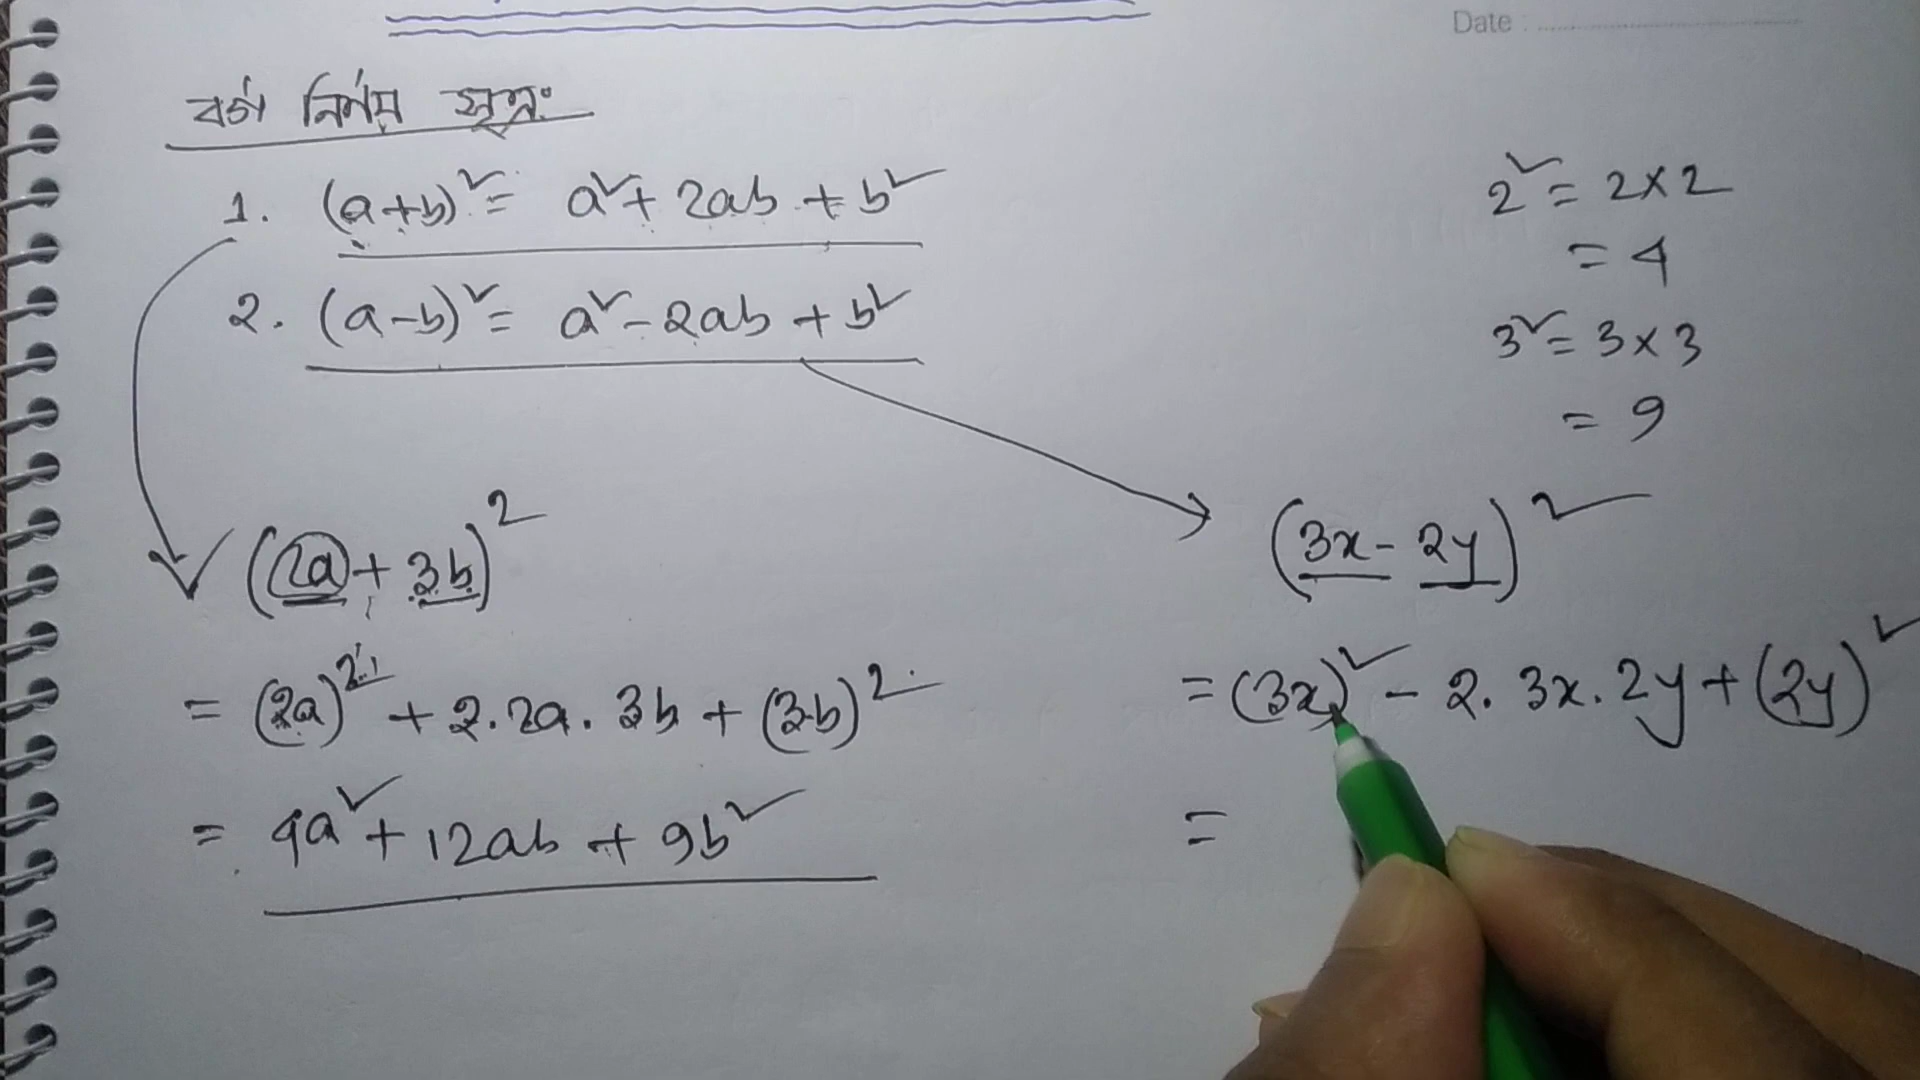 Date :
বর্গ নির্ণয় সূত্র:
1. (a+b)² = a² + 2ab + b²
2. (a-b)² = a² - 2ab + b²
2² = 2×2
= 4
3² = 3×3
= 9
(2a + 3b)²
= (2a)² + 2.2a.3b + (3b)²
= 4a² + 12ab + 9b²
(3x - 2y)²
= (3x)² - 2.3x.2y + (2y)²
=